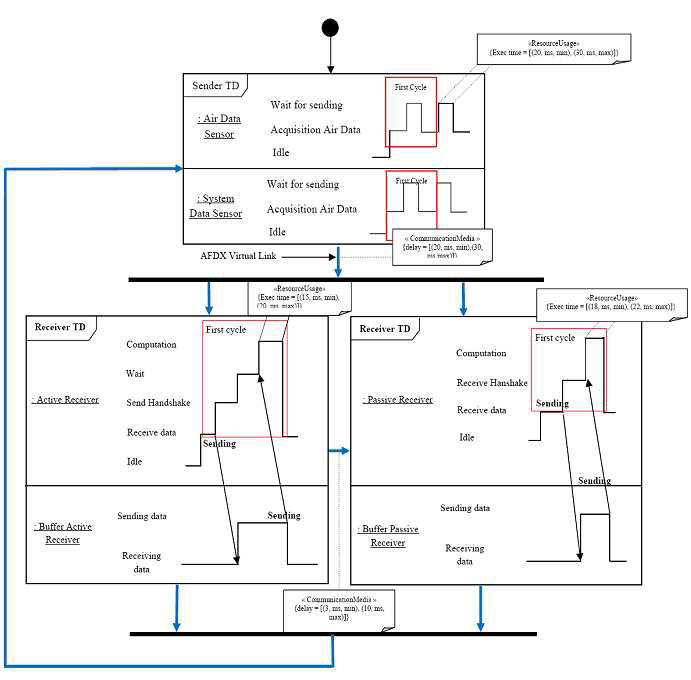 «ResourceUsage»
{Exec time = [(20, ms, min), (30, ms, max)]}
Sender TD
First Cycle
Wait for sending
: Air Data
Sensor
Acquisition Air Data
Idle
First Cycle
Wait for sending
: System
Data Sensor
Acquisition Air Data
Idle
« CommunicationMedia »
{delay = [(20, ms, min),(30,
ms,max)]}
AFDX Virtual Link
«ResourceUsage»
{Exec time = [(15, ms, min),
(20, ms, max)]}
«ResourceUsage»
{Exec time = [(18, ms, min), (22, ms, max)]}
Receiver TD
First cycle
Computation
Wait
: Active Receiver
Send Handshake
Receive data
Sending
Idle
Receiver TD
First cycle
Computation
Receive Hanshake
: Passive Receiver
Sending
Receive data
Idle
Sending data
Sending
: Buffer Active
Receiver
Receiving
data
Sending
Sending data
: Buffer Passive
Receiver
Receiving
data
« CommunicationMedia »
{delay = [(3, ms, min), (10, ms,
max)]}